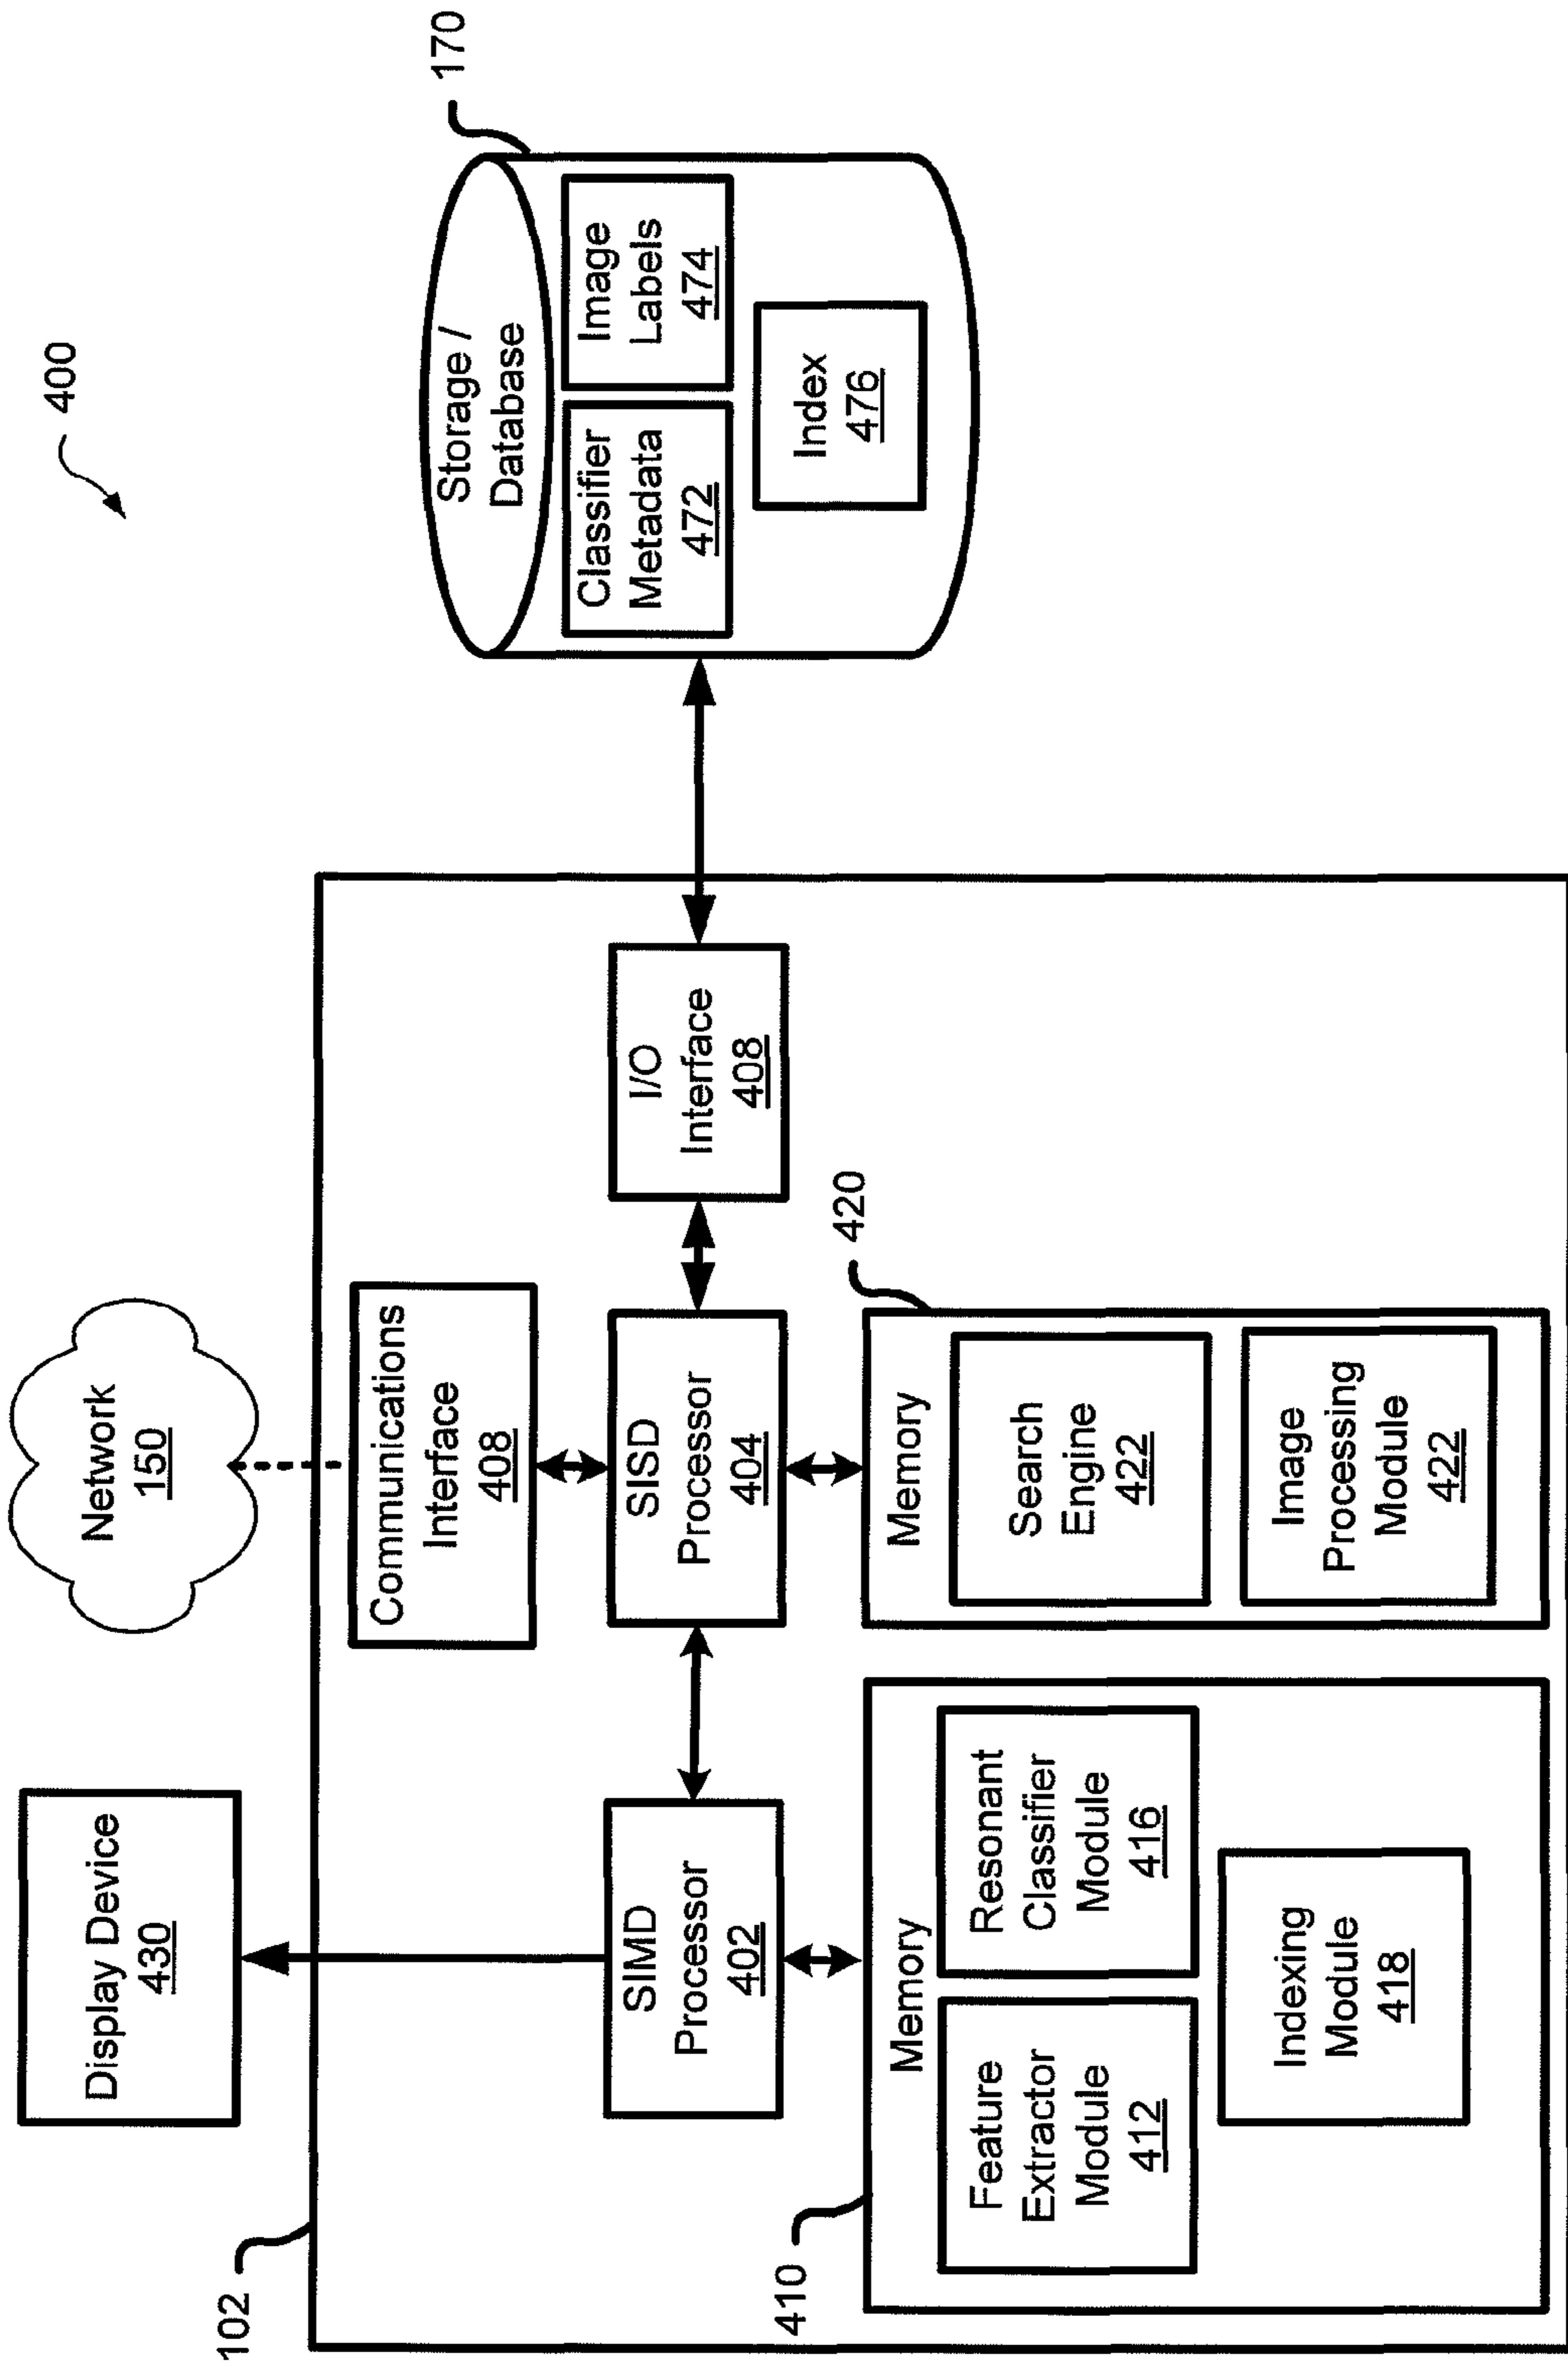 400
Display Device
430
Network
150
102
170
Storage /
Database
Classifier
Metadata
472
Image
Labels
474
Index
476
Communications
Interface
408
SIMD
Processor
402
SISD
Processor
404
I/O
Interface
408
410
Memory
Feature
Extractor
Module
412
Resonant
Classifier
Module
416
Indexing
Module
418
420
Memory
Search
Engine
422
Image
Processing
Module
422